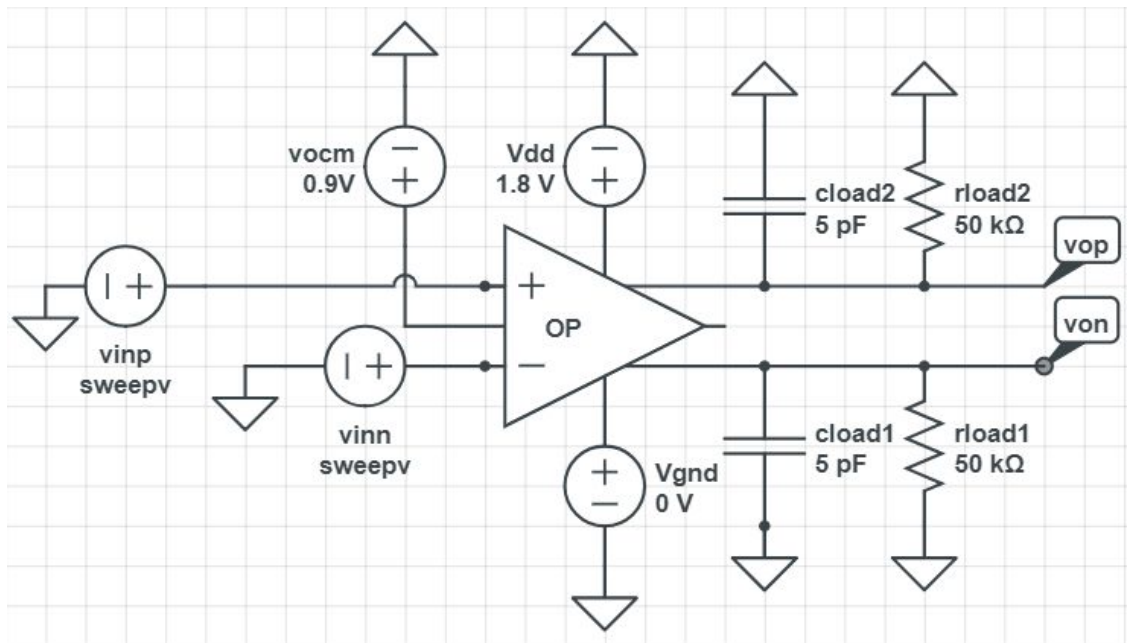 vocm
0.9V
Vdd
1.8 V
cload2
5 pF
rload2
50 kΩ
vop
vinp
sweepv
OP
von
vinn
sweepv
Vgnd
0 V
cload1
5 pF
rload1
50 kΩ